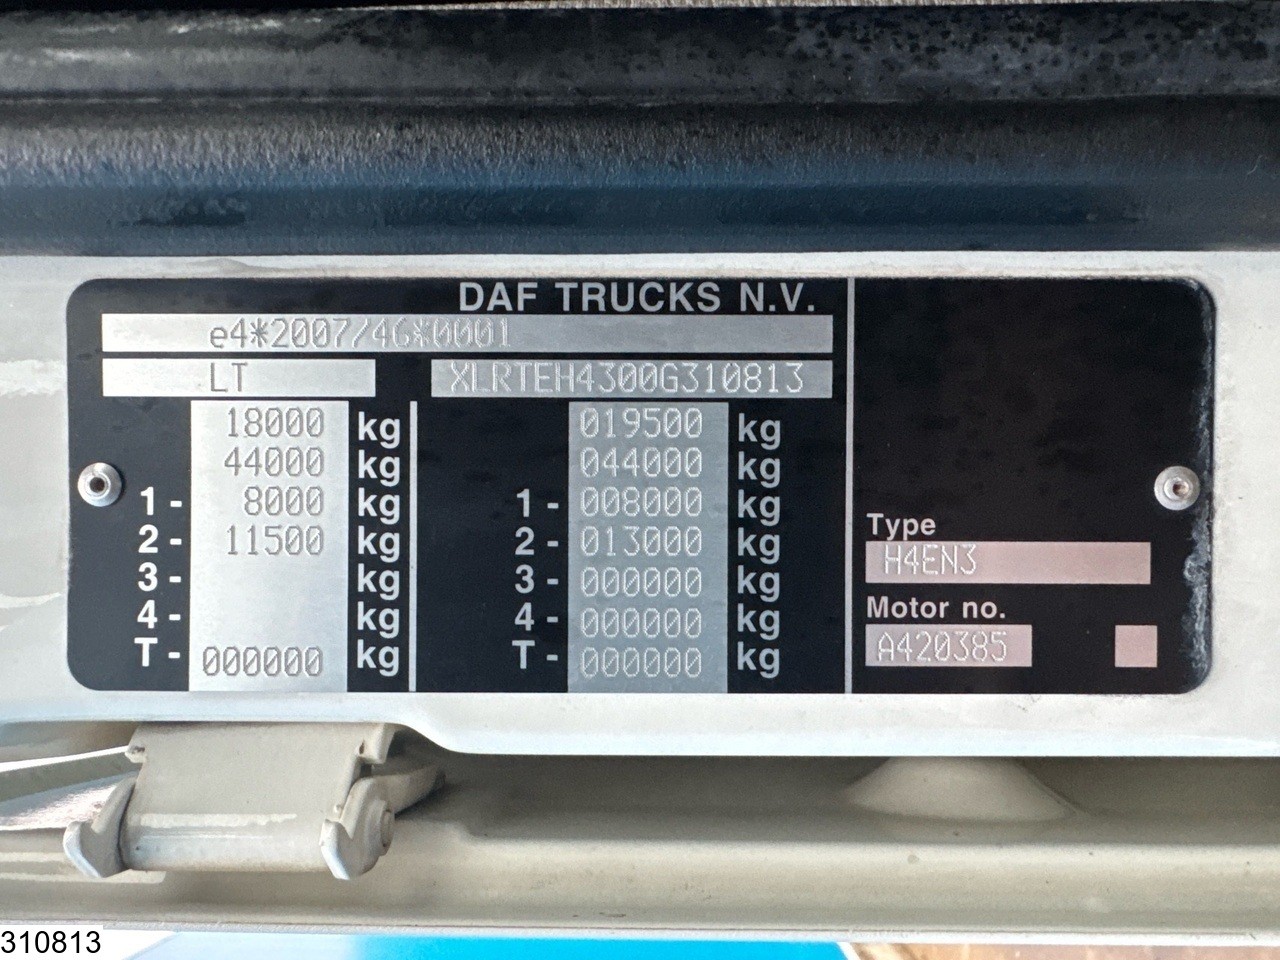 DAF TRUCKS N.V.
e4*2007/46*0001
LT XLRTEH4300G310813
18000 kg 019500 kg
44000 kg 044000 kg
1 - 8000 kg 1 - 008000 kg
2 - 11500 kg 2 - 013000 kg
3 - kg 3 - 000000 kg
4 - kg 4 - 000000 kg
T - 000000 kg T - 000000 kg
Type
H4EN3
Motor no.
A420385
310813